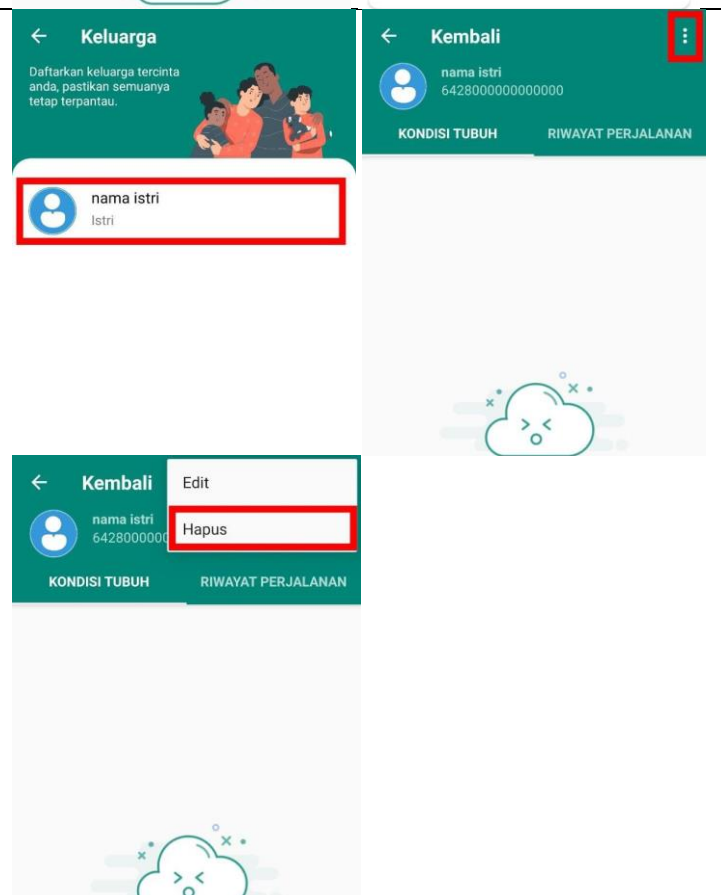 Keluarga
Daftarkan keluarga tercinta
anda, pastikan semuanya
tetap terpantau.
nama istri
Istri
Kembali
nama istri
6428000000000000
KONDISI TUBUH RIWAYAT PERJALANAN
Kembali
Edit
nama istri
6428000000
Hapus
KONDISI TUBUH RIWAYAT PERJALANAN